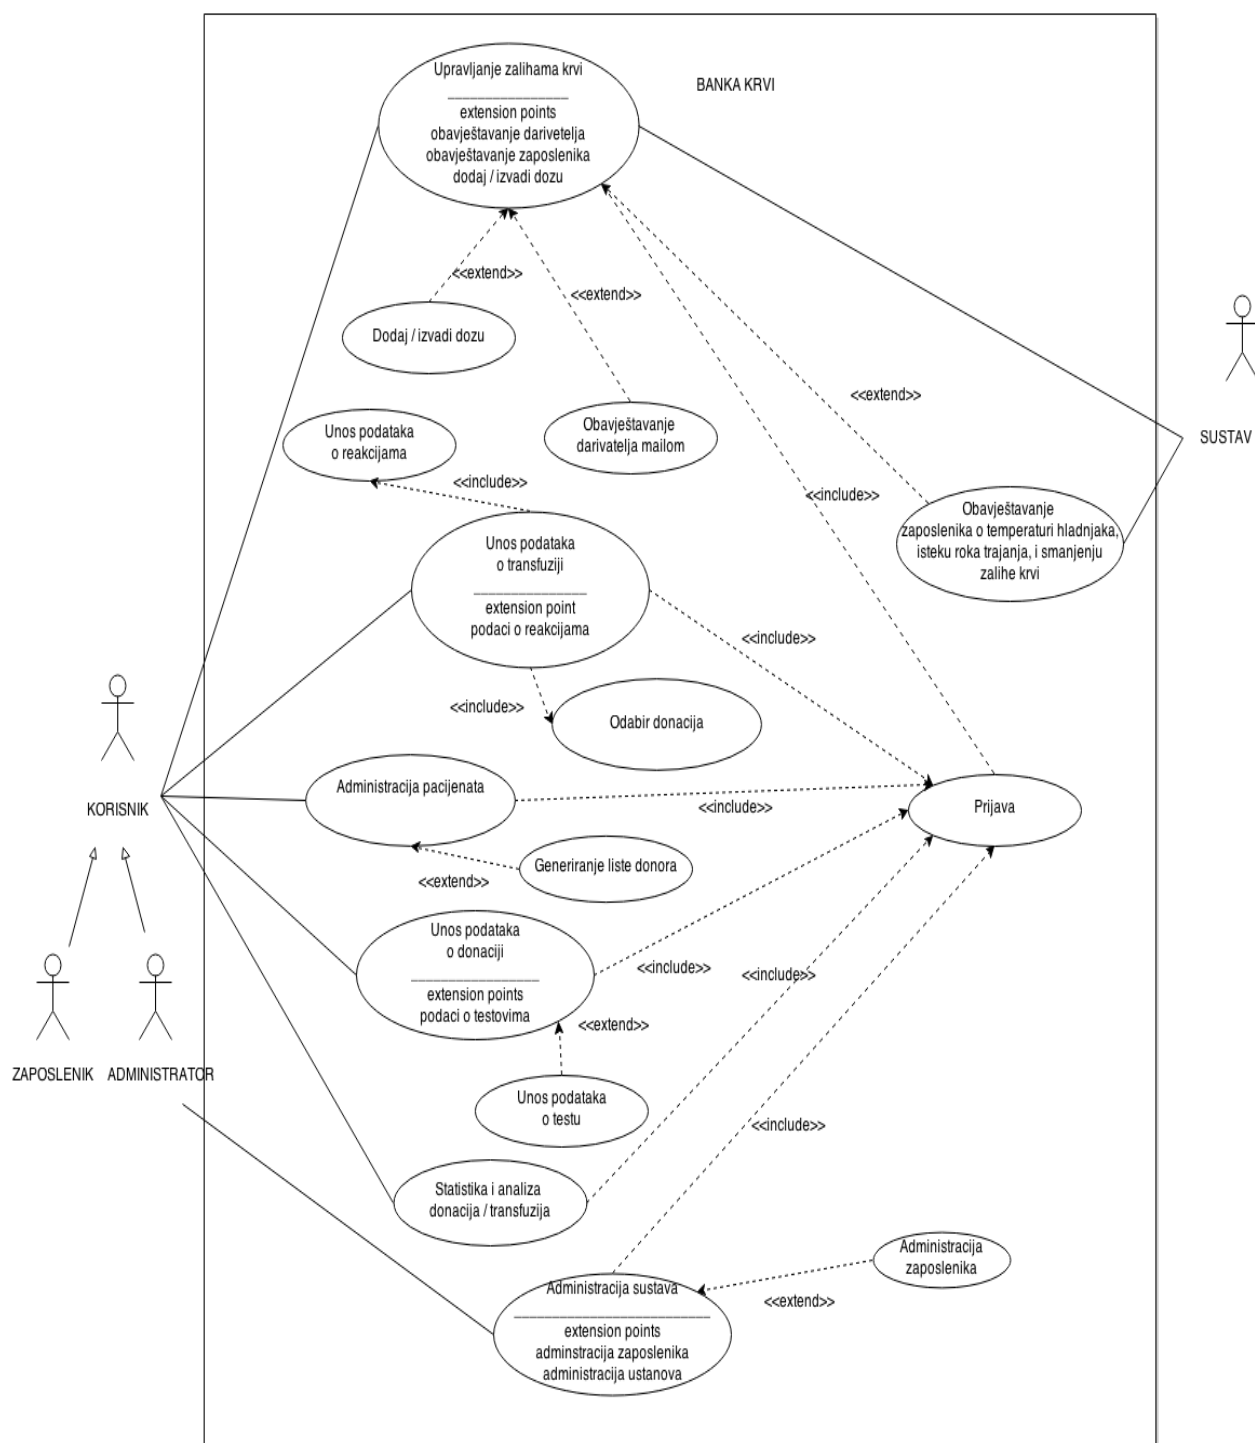 BANKA KRVI
Upravljanje zalihama krvi
extension points
obavještavanje darivetelja
obavještavanje zaposlenika
dodaj / izvadi dozu
<<extend>>
<<extend>>
Dodaj / izvadi dozu
<<extend>>
Obavještavanje
darivatelja mailom
Unos podataka
o reakcijama
SUSTAV
<<include>>
<<include>>
Obavještavanje
zaposlenika o temperaturi hladnjaka,
isteku roka trajanja, i smanjenju
zalihe krvi
Unos podataka
o transfuziji
extension point
podaci o reakcijama
<<include>>
<<include>>
Odabir donacija
KORISNIK
Administracija pacijenata
<<include>>
Prijava
Generiranje liste donora
<<extend>>
Unos podataka
o donaciji
extension points
podaci o testovima
<<include>>
<<include>>
<<extend>>
ZAPOSLENIK
ADMINISTRATOR
Unos podataka
o testu
<<include>>
Statistika i analiza
donacija / transfuzija
Administracija
zaposlenika
<<extend>>
Administracija sustava
extension points
adminstracija zaposlenika
administracija ustanova